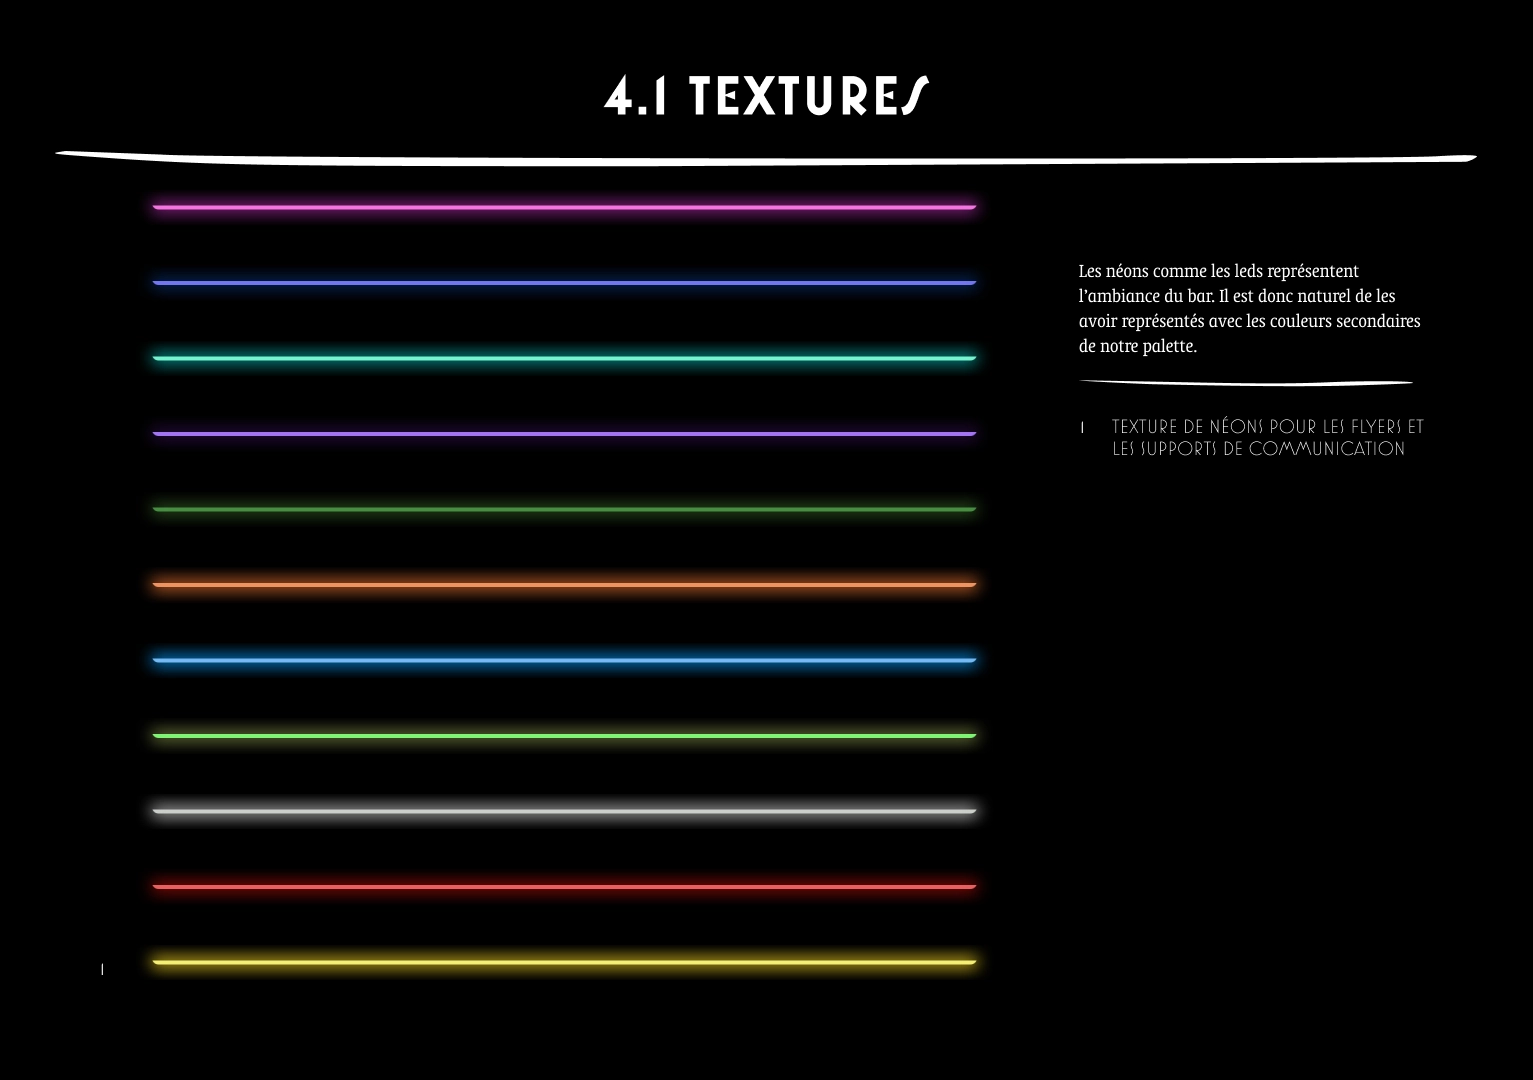 4.1 TEXTURES
Les néons comme les leds représentent
l’ambiance du bar. Il est donc naturel de les
avoir représentés avec les couleurs secondaires
de notre palette.
1 TEXTURE DE NÉONS POUR LES FLYERS ET
LES SUPPORTS DE COMMUNICATION
1